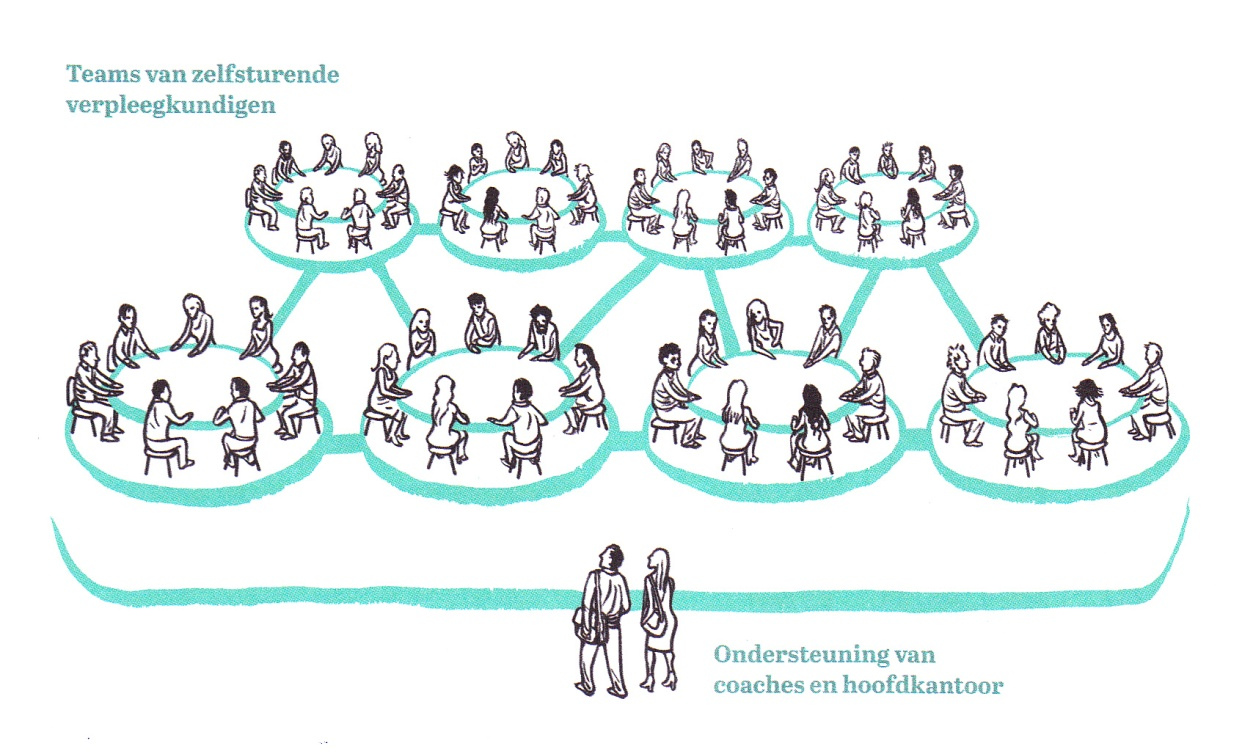 Teams van zelfsturende
verpleegkundigen
Ondersteuning van
coaches en hoofdkantoor